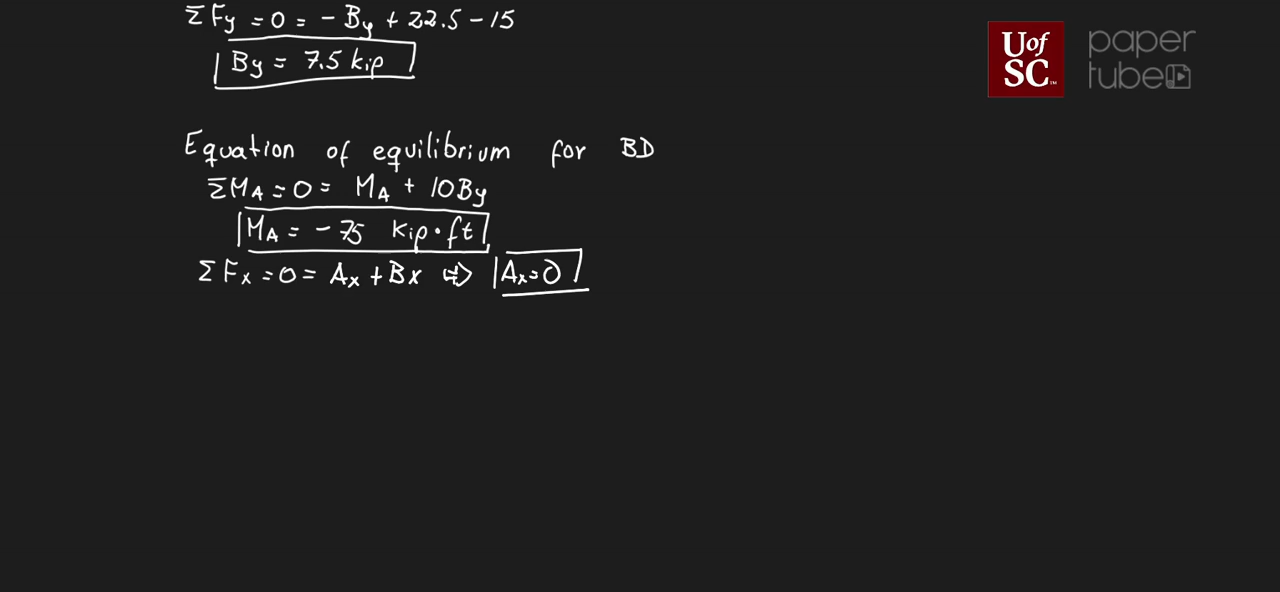 ΣFy = 0 = - By + 22.5 - 15
By = 7.5 kip
Equation of equilibrium for BD
ΣMA = 0 = MA + 10By
MA = - 75 kip·ft
ΣFx = 0 = Ax + Bx => Ax = 0
UofSC™
paper
tube